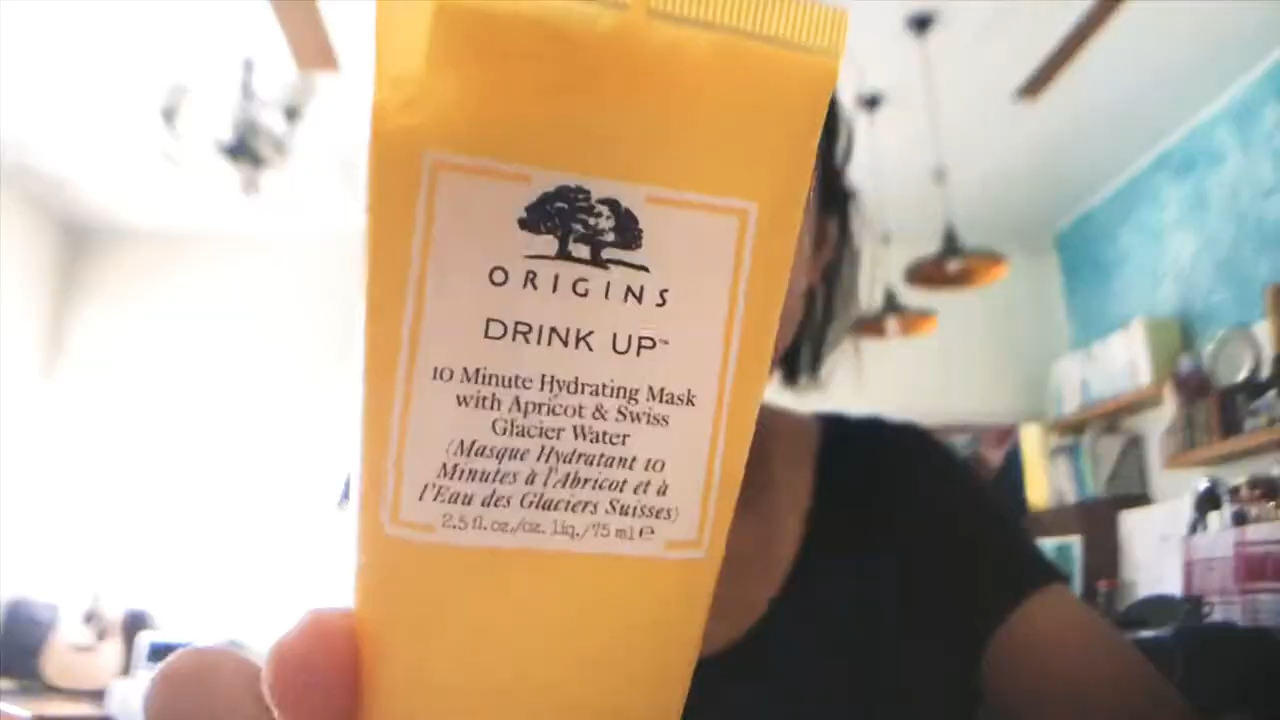 ORIGINS
DRINK UP™
10 Minute Hydrating Mask
with Apricot & Swiss
Glacier Water
(Masque Hydratant 10
Minutes à l'Abricot et à
l'Eau des Glaciers Suisses)
2.5 fl. oz./oz. liq./75 ml ℮